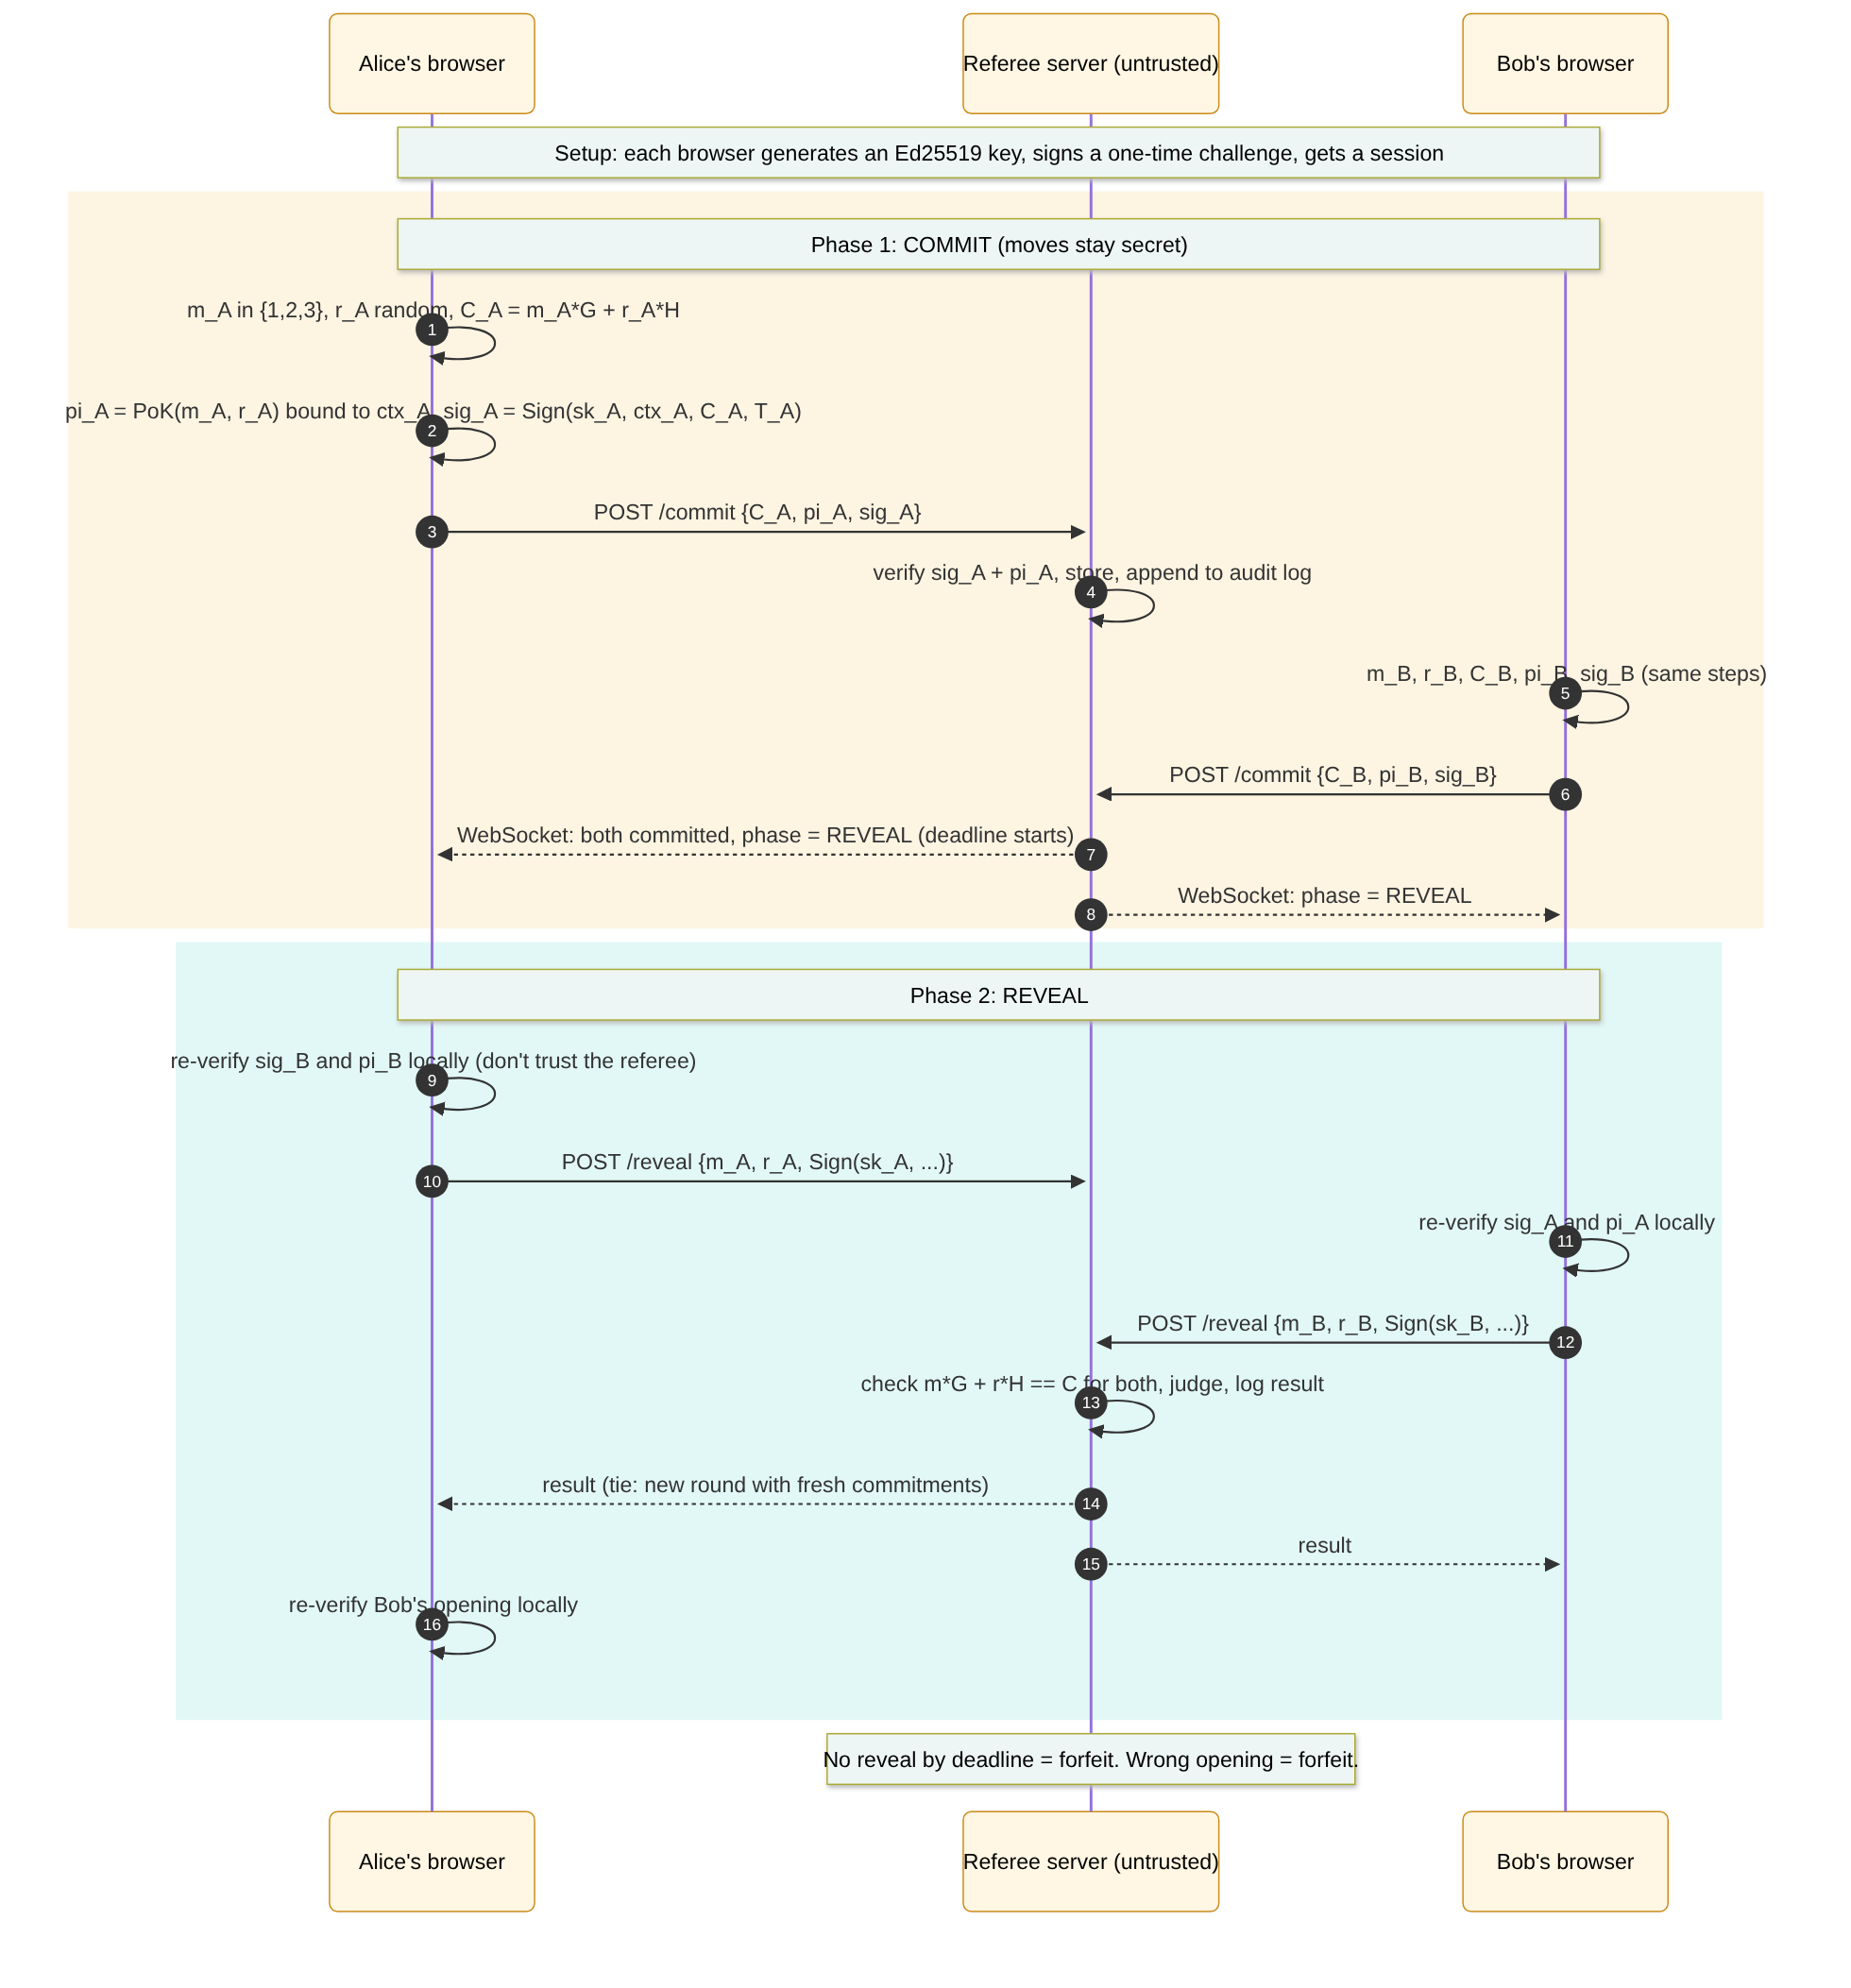 Alice's browser
Referee server (untrusted)
Bob's browser
Setup: each browser generates an Ed25519 key, signs a one-time challenge, gets a session
Phase 1: COMMIT (moves stay secret)
m_A in {1,2,3}, r_A random, C_A = m_A*G + r_A*H
1
pi_A = PoK(m_A, r_A) bound to ctx_A, sig_A = Sign(sk_A, ctx_A, C_A, T_A)
2
POST /commit {C_A, pi_A, sig_A}
3
verify sig_A + pi_A, store, append to audit log
4
m_B, r_B, C_B, pi_B, sig_B (same steps)
5
POST /commit {C_B, pi_B, sig_B}
6
WebSocket: both committed, phase = REVEAL (deadline starts)
7
WebSocket: phase = REVEAL
8
Phase 2: REVEAL
re-verify sig_B and pi_B locally (don't trust the referee)
9
POST /reveal {m_A, r_A, Sign(sk_A, ...)}
10
re-verify sig_A and pi_A locally
11
POST /reveal {m_B, r_B, Sign(sk_B, ...)}
12
check m*G + r*H == C for both, judge, log result
13
result (tie: new round with fresh commitments)
14
result
15
re-verify Bob's opening locally
16
No reveal by deadline = forfeit. Wrong opening = forfeit.
Alice's browser
Referee server (untrusted)
Bob's browser